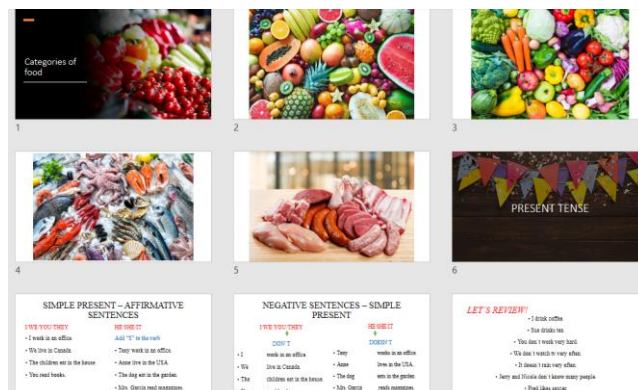 Categories of
food
1
2
3
PRESENT TENSE
4
5
6
SIMPLE PRESENT – AFFIRMATIVE
SENTENCES
I/WE/YOU/THEY
• I work in an office.
• We live in Canada.
• The children eat in the house.
• You read books.
HE/SHE/IT
Add "S" to the verb
• Tony work in an office.
• Anne live in the USA.
• The dog eat in the garden.
• Mrs. Garcia read magazines.
NEGATIVE SENTENCES – SIMPLE
PRESENT
I/WE/YOU/THEY
DON'T
• I work in an office.
• We live in Canada.
• The children eat in the house.
HE/SHE/IT
DOESN'T
• Tony works in an office.
• Anne lives in the USA.
• The dog eats in the garden.
• Mrs. Garcia reads magazines.
LET'S REVIEW!
• I drink coffee.
• Sue drinks tea.
• You don't work very hard.
• We don't watch tv very often.
• It doesn't rain very often.
• Jerry and Nicole don't know many people.
• Fred likes soccer.